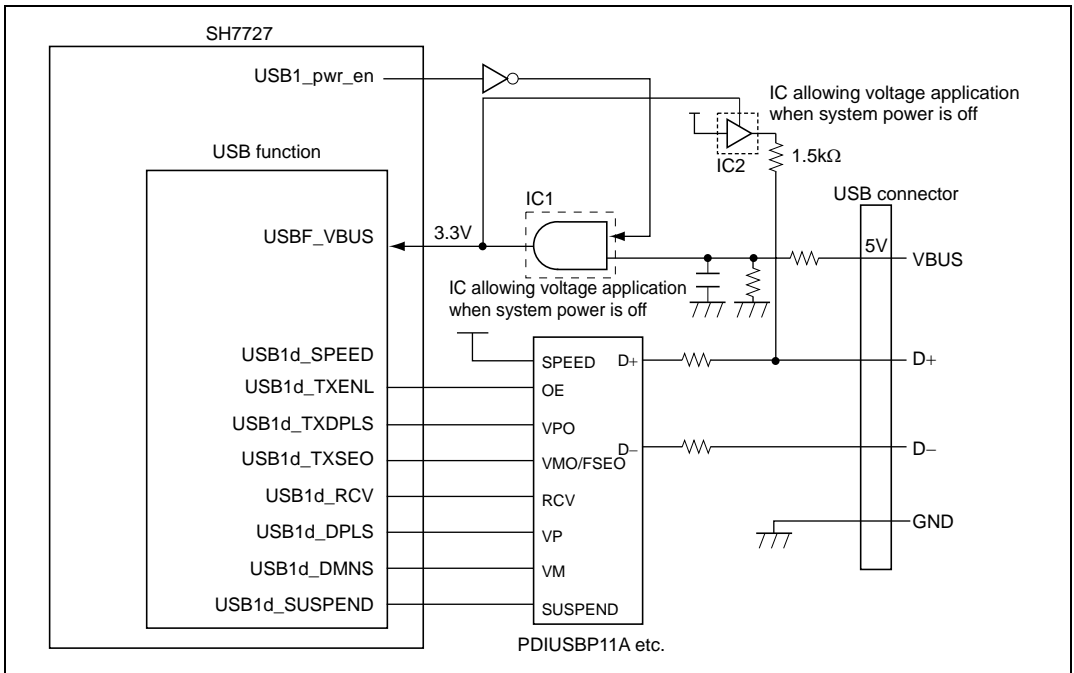 SH7727
USB1_pwr_en
IC allowing voltage application
when system power is off
USB function
IC2
1.5kΩ
IC1
USB connector
USBF_VBUS
3.3V
5V
VBUS
IC allowing voltage application
when system power is off
USB1d_SPEED
SPEED
D+
D+
USB1d_TXENL
OE
USB1d_TXDPLS
VPO
USB1d_TXSEO
VMO/FSEO
D−
D−
USB1d_RCV
RCV
USB1d_DPLS
VP
GND
USB1d_DMNS
VM
USB1d_SUSPEND
SUSPEND
PDIUSBP11A etc.